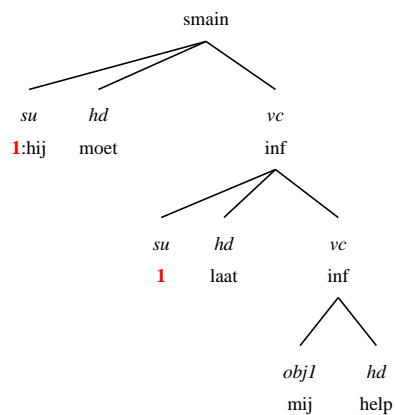 smain
su hd vc
1:hij moet inf
su hd vc
1 laat inf
obj1 hd
mij help